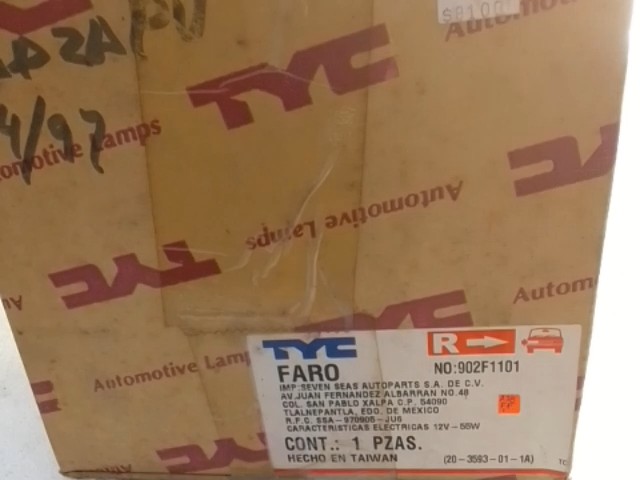 $8100
TYC
Automotive Lamps
94/97
TYC
Automotive Lamps
TYC
TYC
Automotive Lamps
TYC
R
FARO NO:902F1101
IMP:SEVEN SEAS AUTOPARTS S.A. DE C.V.
AV.JUAN FERNANDEZ ALBARRAN NO.48
COL. SAN PABLO XALPA C.P. 54090
TLALNEPANTLA, EDO. DE MEXICO
R.F.C. SSA-970905-JU6
CARACTERISTICAS ELECTRICAS 12V-55W
CONT.: 1 PZAS.
HECHO EN TAIWAN (20-3593-01-1A)